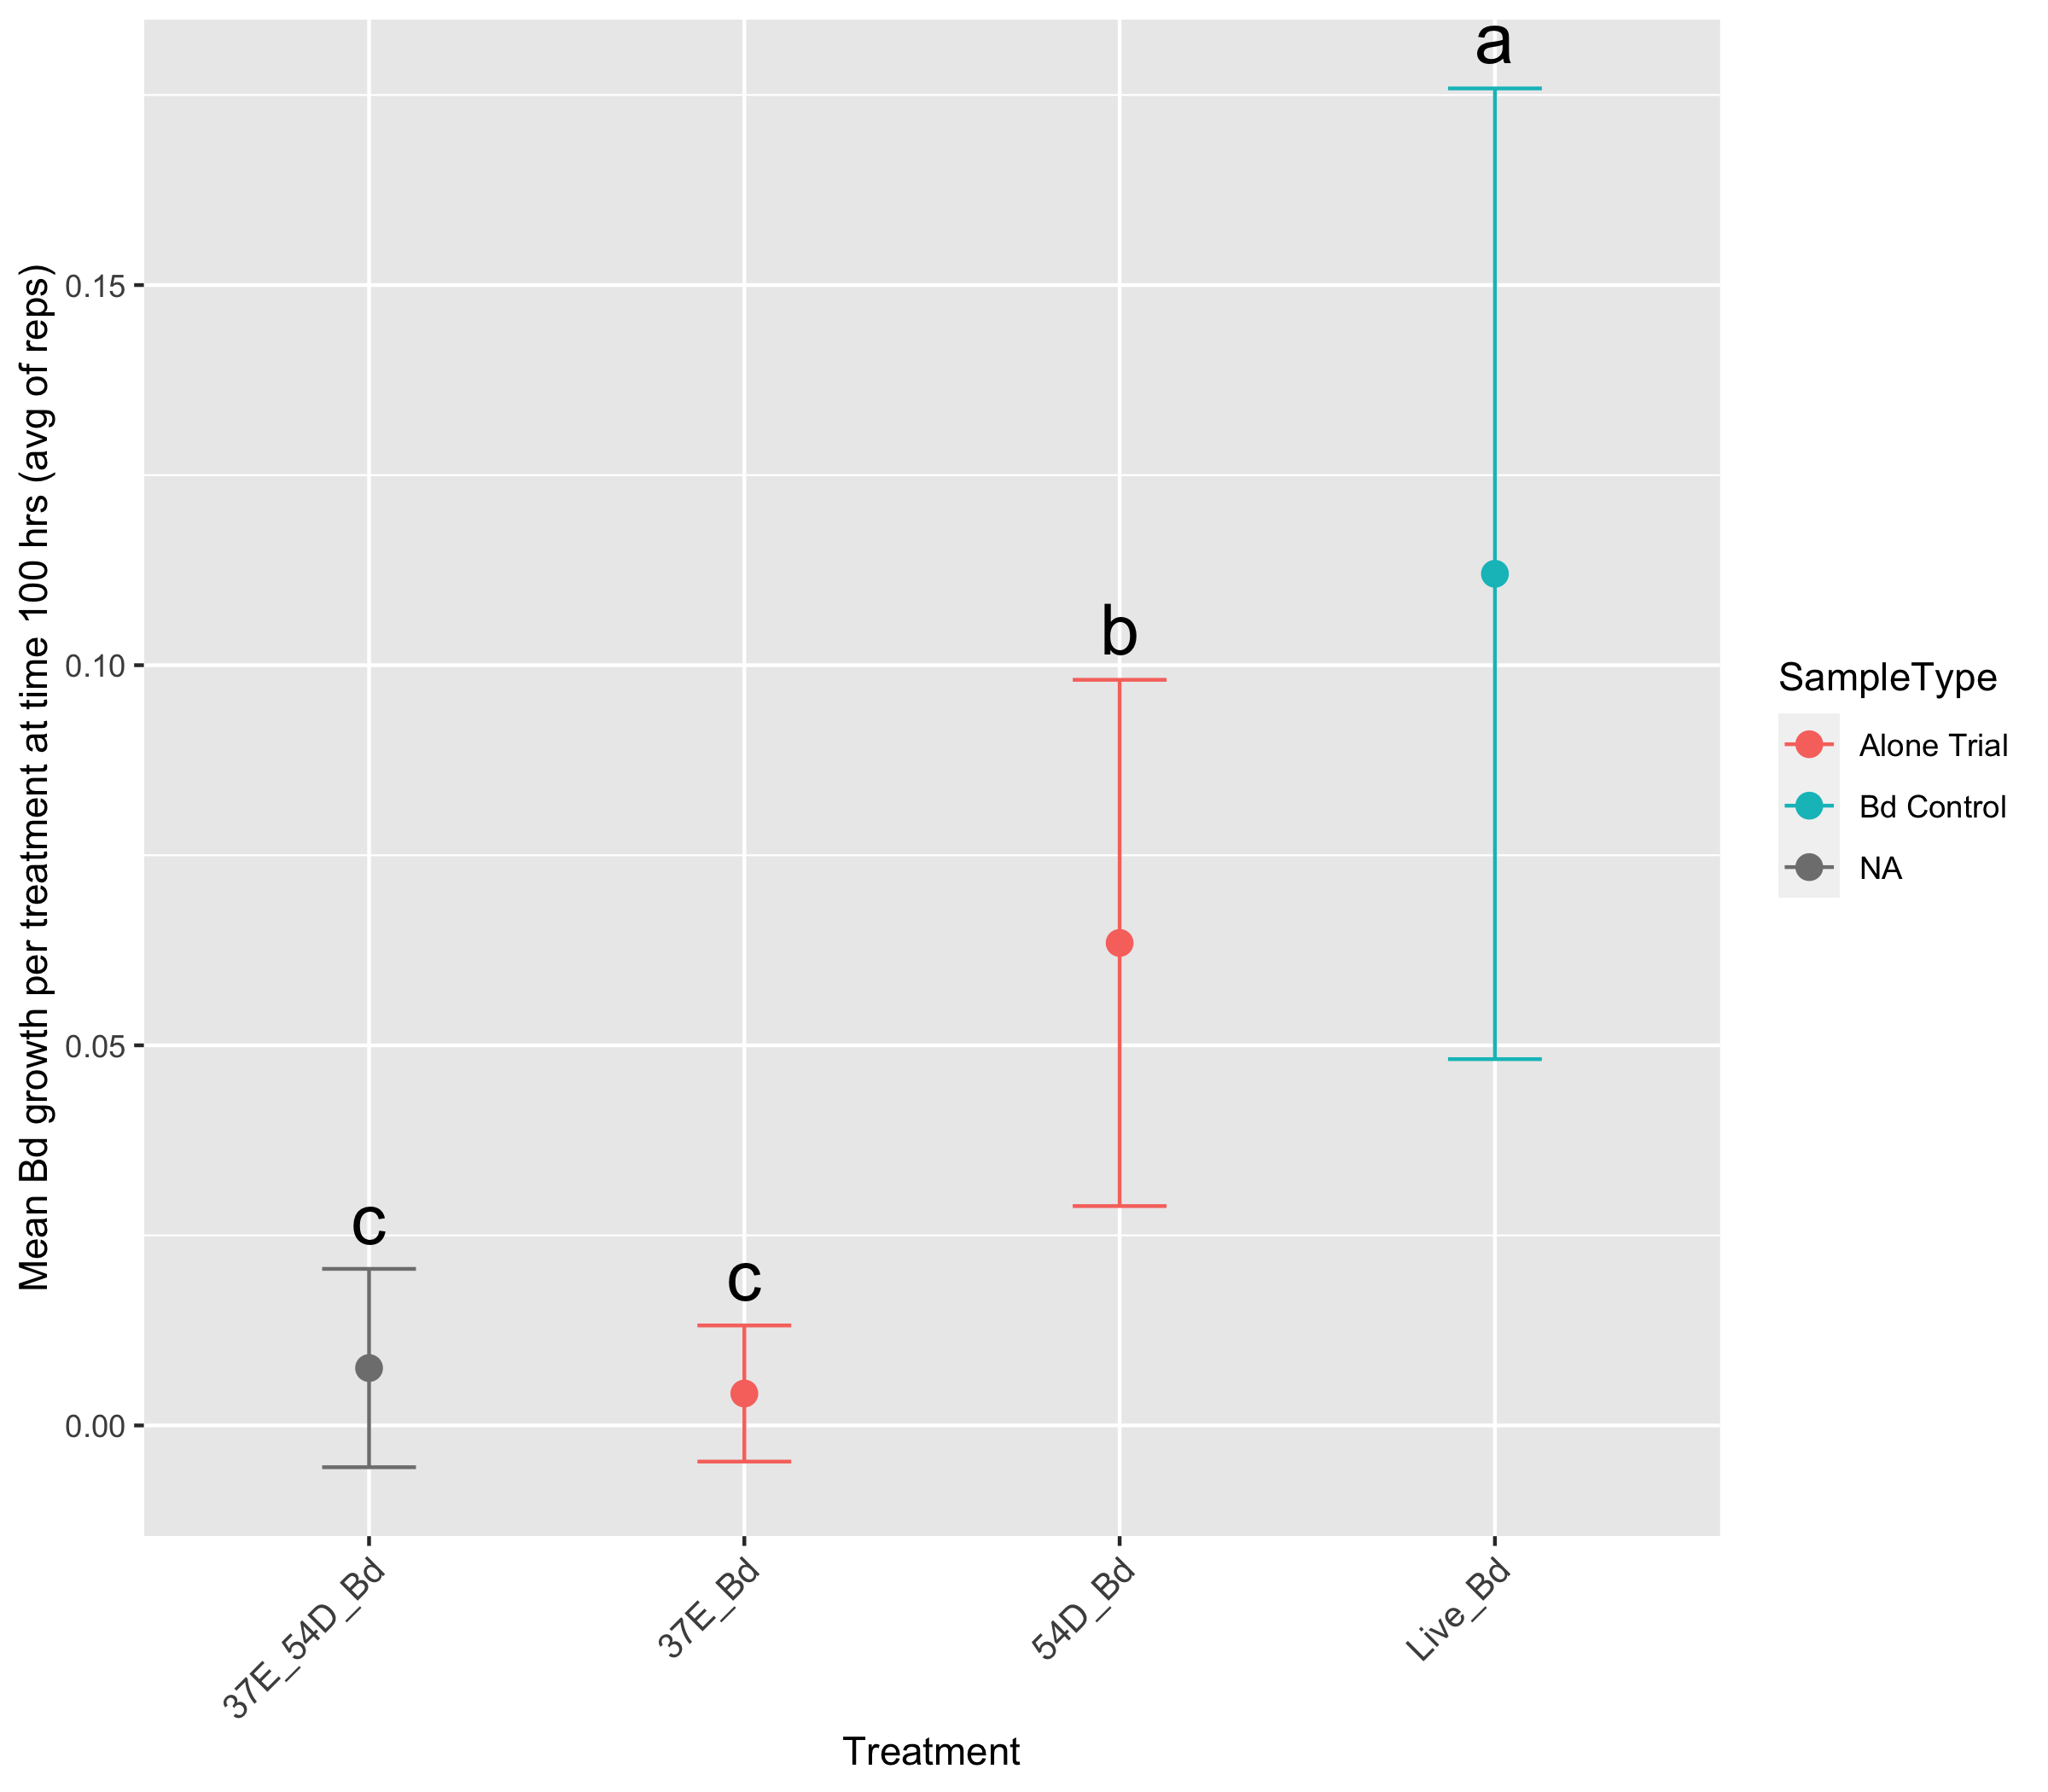 Mean Bd growth per treatment at time 100 hrs (avg of reps)
0.15
0.10
0.05
0.00
a
b
c
c
37E_54D_Bd
37E_Bd
54D_Bd
Live_Bd
Treatment
SampleType
Alone Trial
Bd Control
NA